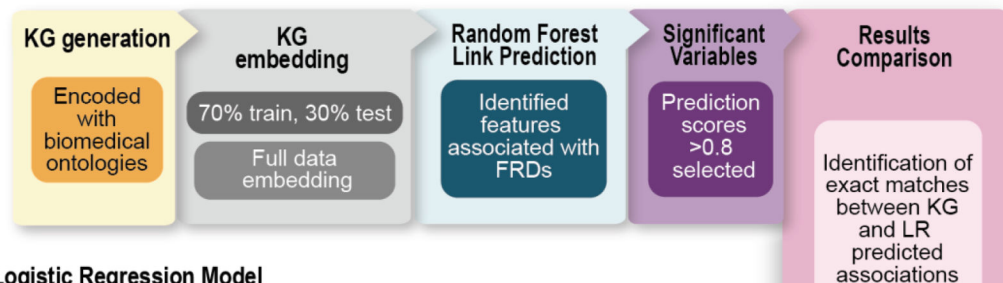 KG generation
Encoded
with
biomedical
ontologies
KG
embedding
70% train, 30% test
Full data
embedding
Random Forest
Link Prediction
Identified
features
associated with
FRDs
Significant
Variables
Prediction
scores
>0.8
selected
Results
Comparison
Identification of
exact matches
between KG
and LR
predicted
associations
Logistic Regression Model